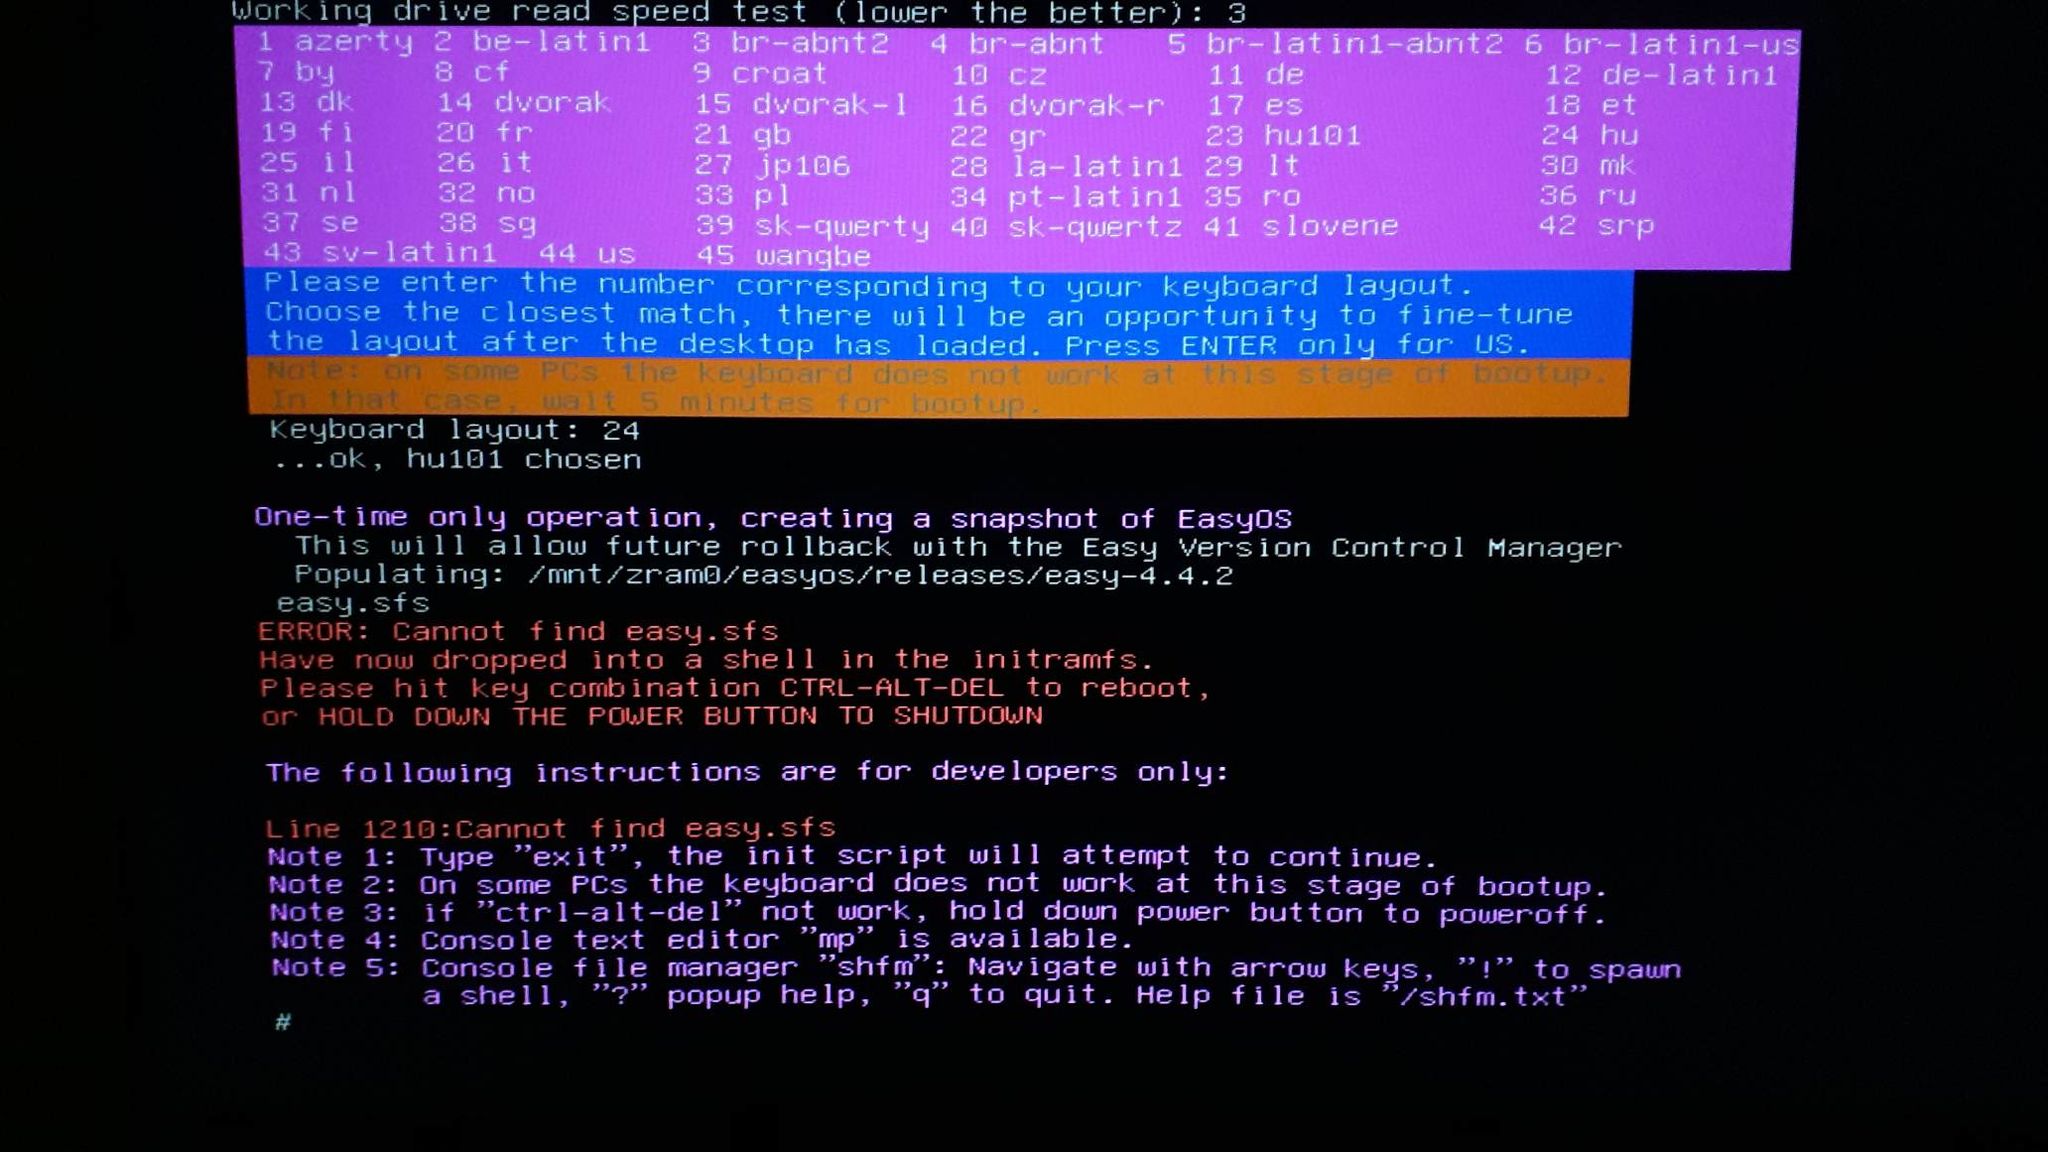 Working drive read speed test (lower the better): 3
1 azerty 2 be-latin1 3 br-abnt2 4 br-abnt 5 br-latin1-abnt2 6 br-latin1-us
7 by 8 cf 9 croat 10 cz 11 de 12 de-latin1
13 dk 14 dvorak 15 dvorak-l 16 dvorak-r 17 es 18 et
19 fi 20 fr 21 gb 22 gr 23 hu101 24 hu
25 il 26 it 27 jp106 28 la-latin1 29 lt 30 mk
31 nl 32 no 33 pl 34 pt-latin1 35 ro 36 ru
37 se 38 sg 39 sk-qwerty 40 sk-qwertz 41 slovene 42 srp
43 sv-latin1 44 us 45 wangbe
Please enter the number corresponding to your keyboard layout.
Choose the closest match, there will be an opportunity to fine-tune
the layout after the desktop has loaded. Press ENTER only for US.
Note: on some PCs the keyboard does not work at this stage of bootup.
In that case, wait 5 minutes for bootup.
Keyboard layout: 24
...ok, hu101 chosen
One-time only operation, creating a snapshot of EasyOS
This will allow future rollback with the Easy Version Control Manager
Populating: /mnt/zram0/easyos/releases/easy-4.4.2
easy.sfs
ERROR: Cannot find easy.sfs
Have now dropped into a shell in the initramfs.
Please hit key combination CTRL-ALT-DEL to reboot,
or HOLD DOWN THE POWER BUTTON TO SHUTDOWN
The following instructions are for developers only:
Line 1210:Cannot find easy.sfs
Note 1: Type "exit", the init script will attempt to continue.
Note 2: On some PCs the keyboard does not work at this stage of bootup.
Note 3: if "ctrl-alt-del" not work, hold down power button to poweroff.
Note 4: Console text editor "mp" is available.
Note 5: Console file manager "shfm": Navigate with arrow keys, "!" to spawn
a shell, "?" popup help, "q" to quit. Help file is "/shfm.txt"
#